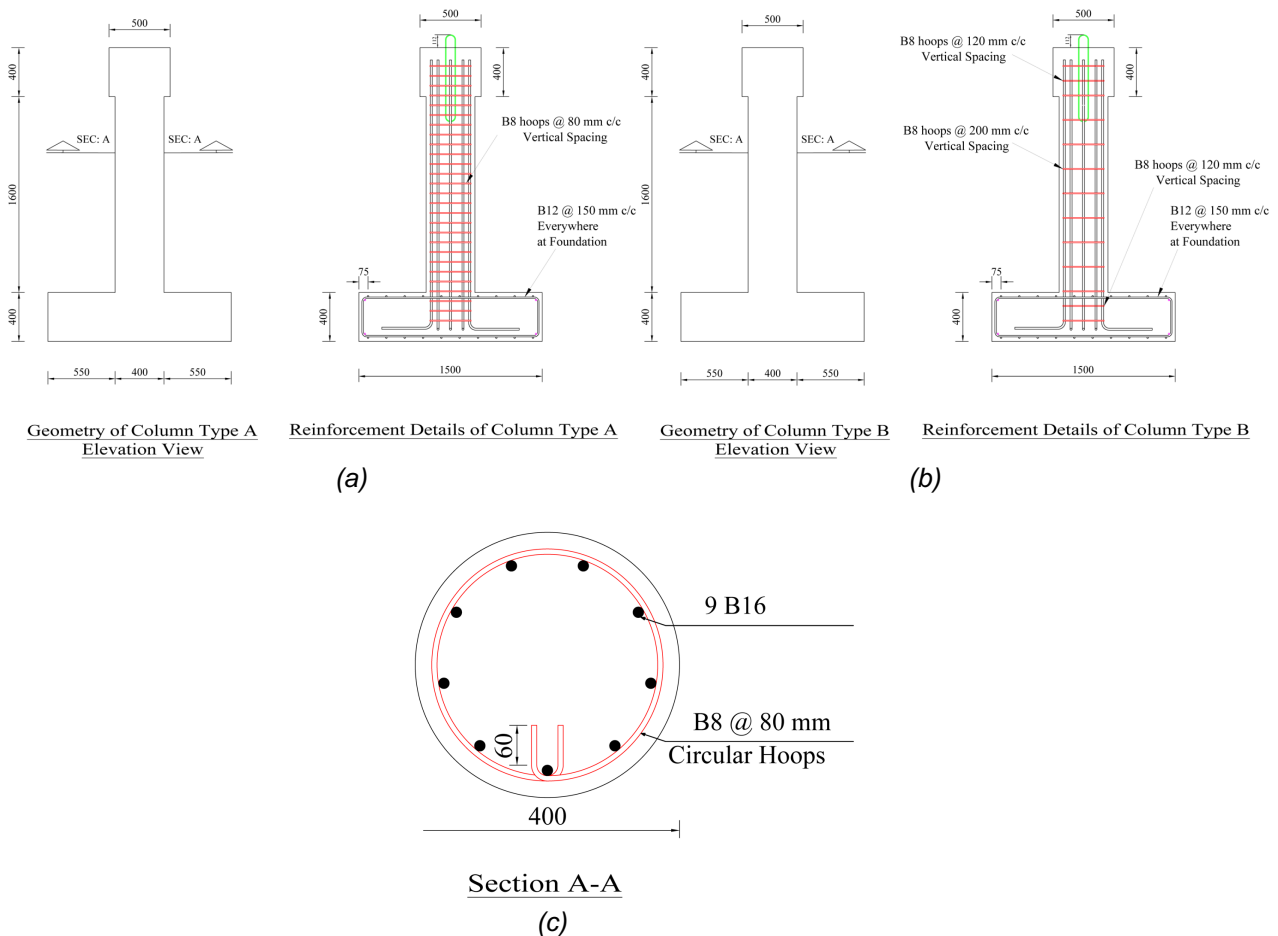 500
400
1600
400
SEC: A
SEC: A
550
400
550
Geometry of Column Type A
Elevation View
500
112
400
B8 hoops @ 80 mm c/c
Vertical Spacing
B12 @ 150 mm c/c
Everywhere
at Foundation
75
400
1500
Reinforcement Details of Column Type A
(a)
500
400
1600
400
SEC: A
SEC: A
550
400
550
Geometry of Column Type B
Elevation View
500
112
400
B8 hoops @ 120 mm c/c
Vertical Spacing
B8 hoops @ 200 mm c/c
Vertical Spacing
B8 hoops @ 120 mm c/c
Vertical Spacing
B12 @ 150 mm c/c
Everywhere
at Foundation
75
400
1500
Reinforcement Details of Column Type B
(b)
9 B16
B8 @ 80 mm
Circular Hoops
60
400
Section A-A
(c)